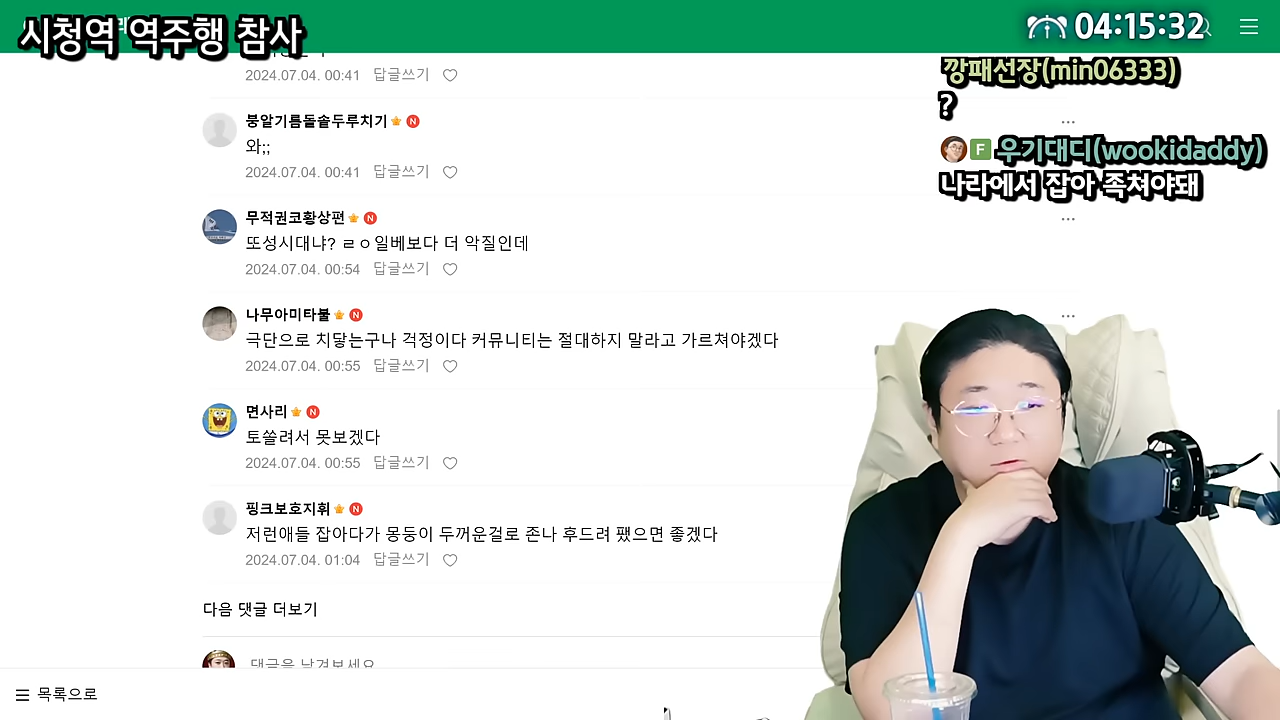 시청역 역주행 참사
04:15:32
깡패선장(min06333)
?
F 우기대디(wookidaddy)
나라에서 잡아 족쳐야돼
2024.07.04. 00:41 답글쓰기
붕알기름돌솥두루치기 N
와;;
2024.07.04. 00:41 답글쓰기
무적권코황상편 N
또성시대냐? ㄹㅇ일베보다 더 악질인데
2024.07.04. 00:54 답글쓰기
나무아미타불 N
극단으로 치닿는구나 걱정이다 커뮤니티는 절대하지 말라고 가르쳐야겠다
2024.07.04. 00:55 답글쓰기
면사리 N
토쏠려서 못보겠다
2024.07.04. 00:55 답글쓰기
핑크보호지휘 N
저런애들 잡아다가 몽둥이 두꺼운걸로 존나 후드려 팼으면 좋겠다
2024.07.04. 01:04 답글쓰기
다음 댓글 더보기
댓글을 남겨보세요
목록으로